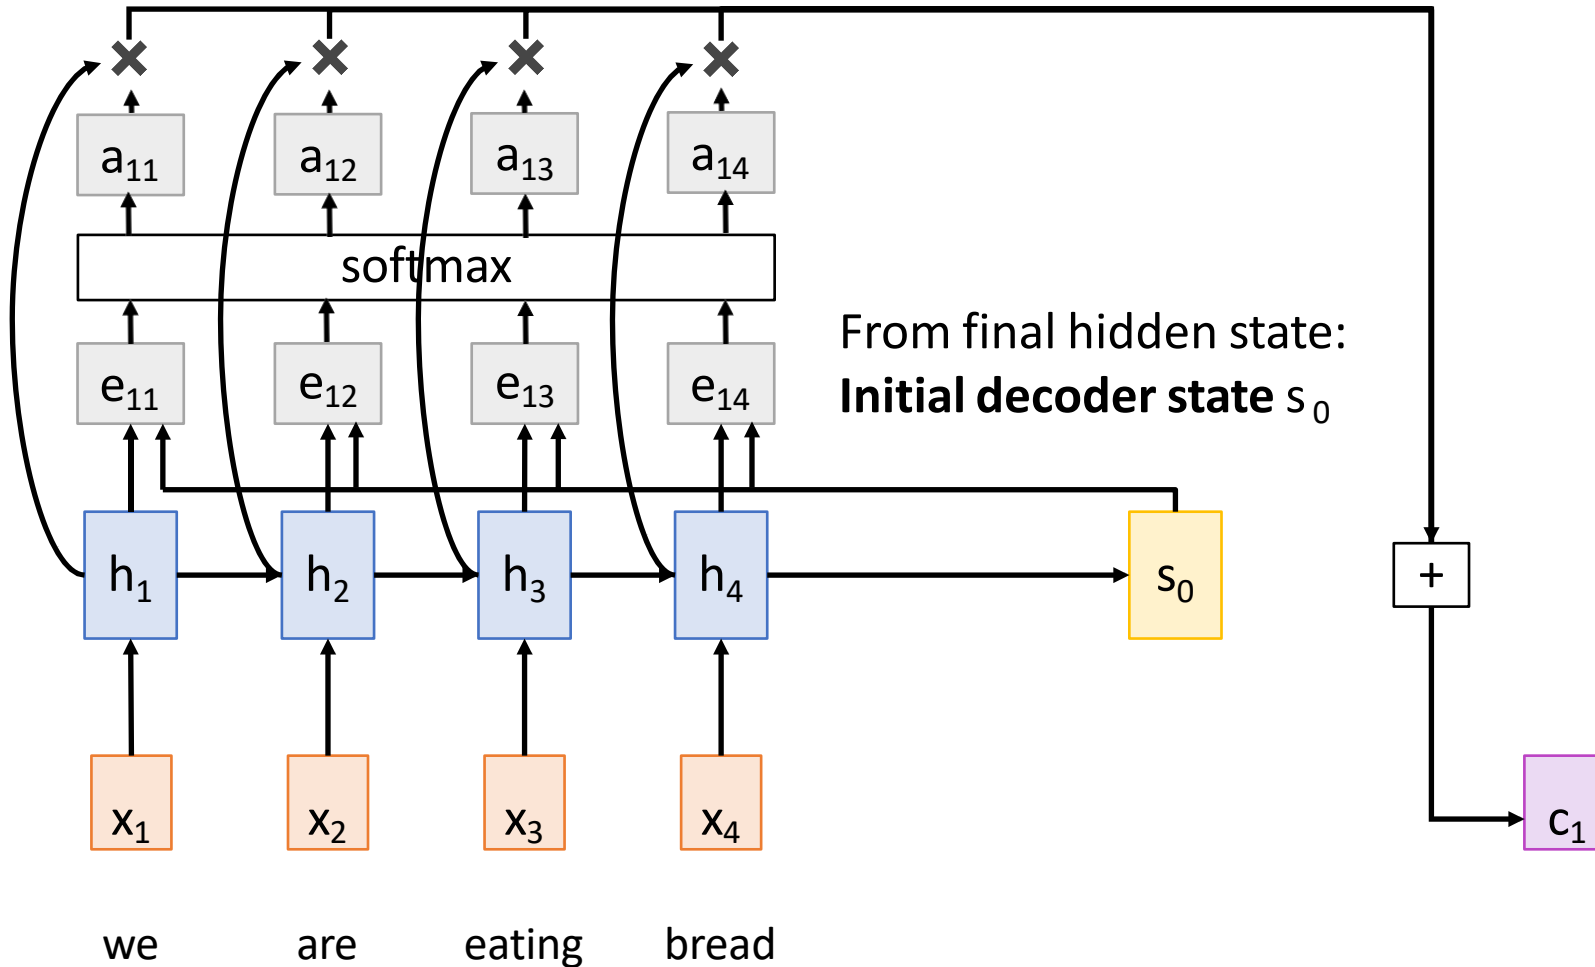 a₁₁ a₁₂ a₁₃ a₁₄
softmax
e₁₁ e₁₂ e₁₃ e₁₄
From final hidden state:
Initial decoder state s₀
h₁ h₂ h₃ h₄ s₀ +
x₁ x₂ x₃ x₄ c₁
we are eating bread